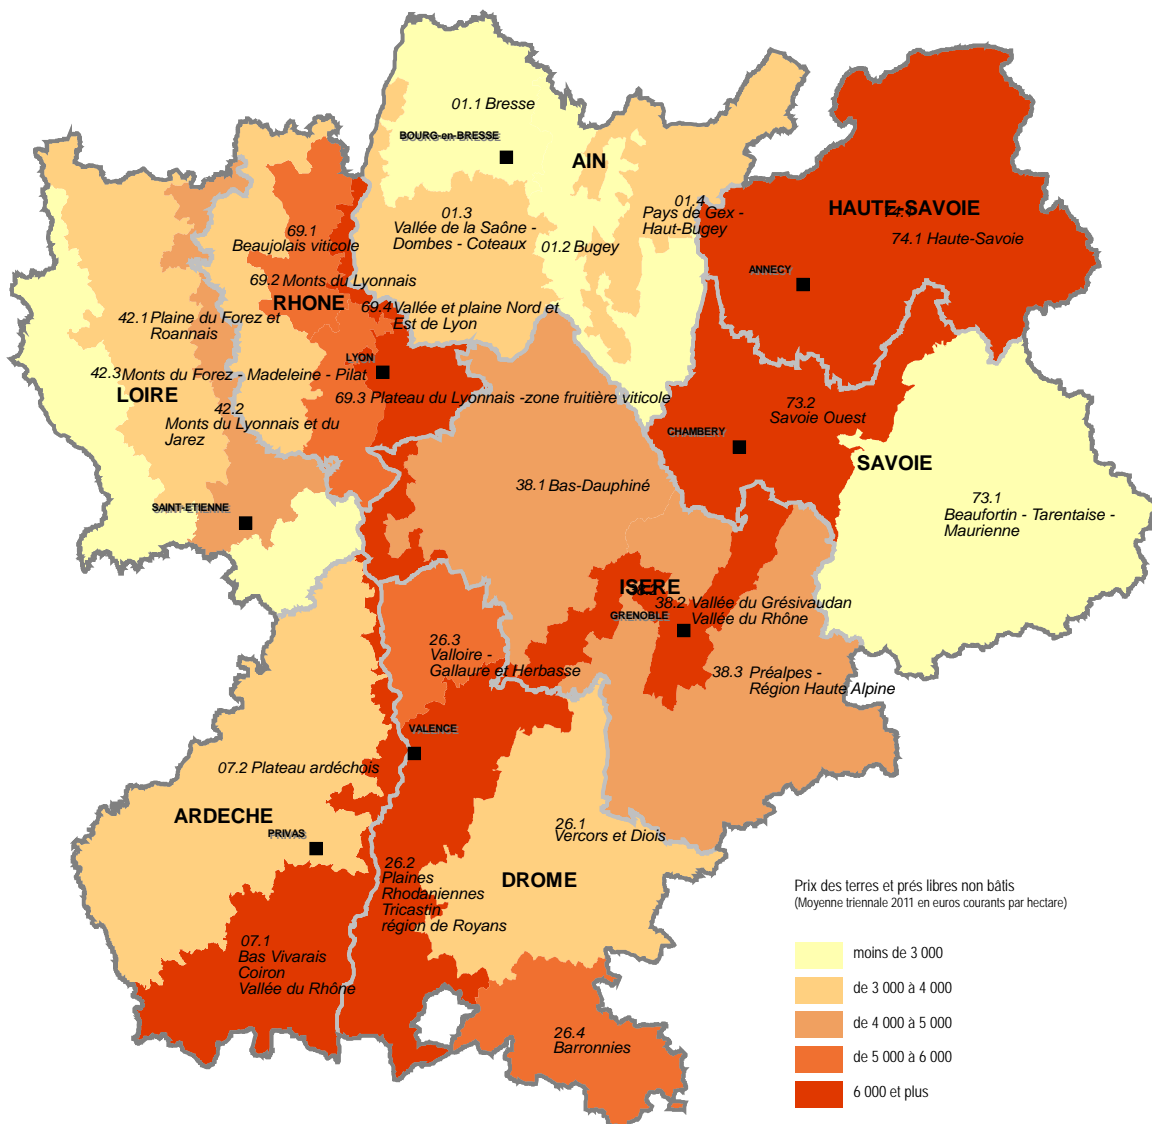 01.1 Bresse
BOURG-en-BRESSE
AIN
01.3
Vallée de la Saône -
Dombes - Coteaux
01.4
Pays de Gex -
Haut-Bugey
01.2 Bugey
HAUTE-SAVOIE
74.1 Haute-Savoie
ANNECY
69.1
Beaujolais viticole
69.2 Monts du Lyonnais
RHONE
69.4 Vallée et plaine Nord et
Est de Lyon
42.1 Plaine du Forez et
Roannais
LYON
42.3 Monts du Forez - Madeleine - Pilat
LOIRE
69.3 Plateau du Lyonnais -zone fruitière viticole
42.2
Monts du Lyonnais et du
Jarez
73.2
Savoie Ouest
CHAMBERY
SAVOIE
38.1 Bas-Dauphiné
73.1
Beaufortin - Tarentaise -
Maurienne
SAINT-ETIENNE
ISERE
38.2 Vallée du Grésivaudan
Vallée du Rhône
GRENOBLE
26.3
Valloire -
Gallaure et Herbasse
38.3 Préalpes -
Région Haute Alpine
VALENCE
07.2 Plateau ardéchois
ARDECHE
PRIVAS
26.1
Vercors et Diois
26.2
Plaines
Rhodaniennes
Tricastin
région de Royans
DROME
07.1
Bas Vivarais
Coiron
Vallée du Rhône
26.4
Barronnies
Prix des terres et prés libres non bâtis
(Moyenne triennale 2011 en euros courants par hectare)
moins de 3 000
de 3 000 à 4 000
de 4 000 à 5 000
de 5 000 à 6 000
6 000 et plus